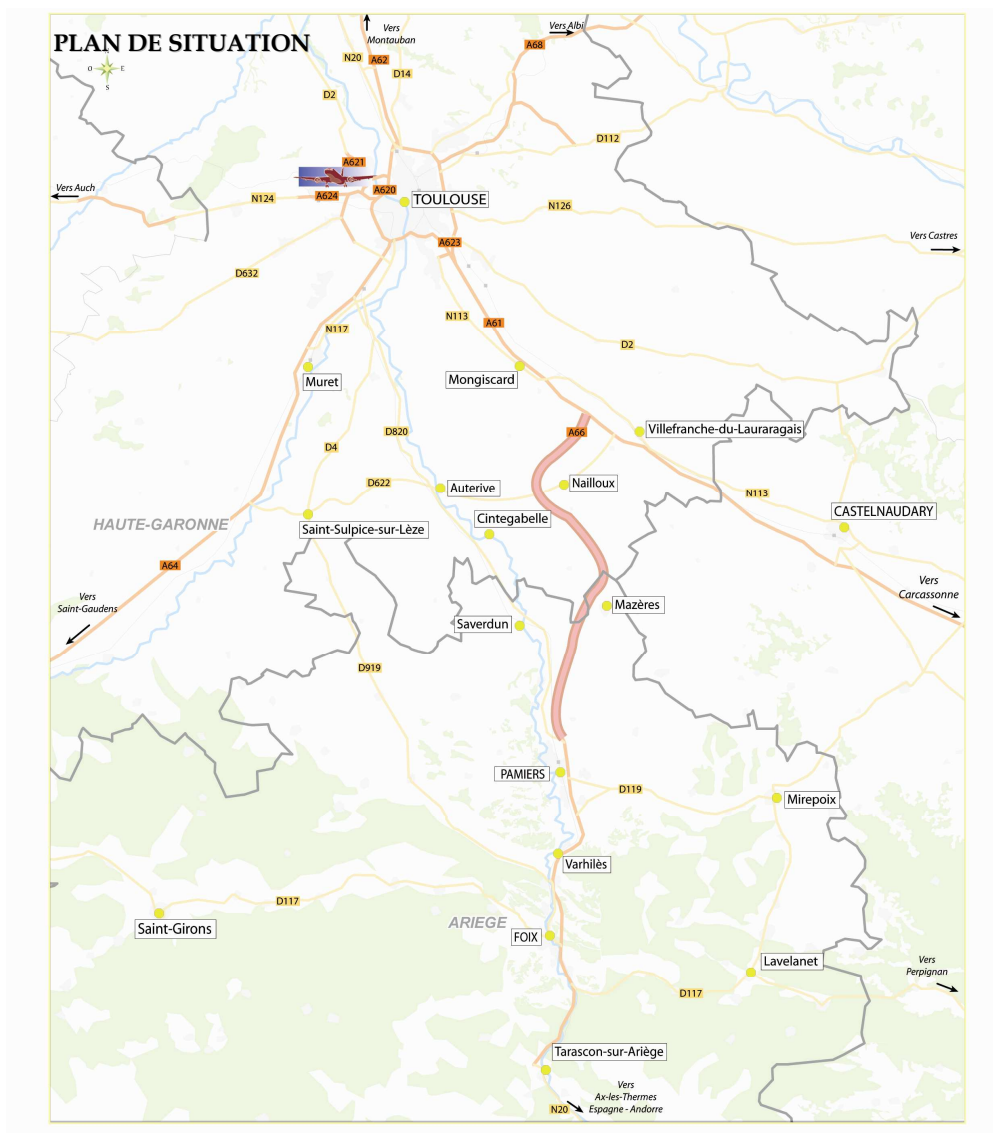 Vers
Montauban
Vers Albi
PLAN DE SITUATION
A68
N20
A62
D14
O
E
S
D2
D112
A621
Vers Auch
N124
A624
A620
TOULOUSE
N126
Vers Castres
A623
D632
N113
A61
N117
D2
Muret
Mongiscard
A66
Villefranche-du-Lauraragais
D820
D4
D622
Auterive
Nailloux
N113
CASTELNAUDARY
HAUTE-GARONNE
Saint-Sulpice-sur-Lèze
Cintegabelle
A64
Vers
Carcassonne
Vers
Saint-Gaudens
Mazères
Saverdun
D919
PAMIERS
D119
Mirepoix
Varhilès
D117
Saint-Girons
ARIEGE
FOIX
Lavelanet
Vers
Perpignan
D117
Tarascon-sur-Ariège
Vers
Ax-les-Thermes
Espagne - Andorre
N20